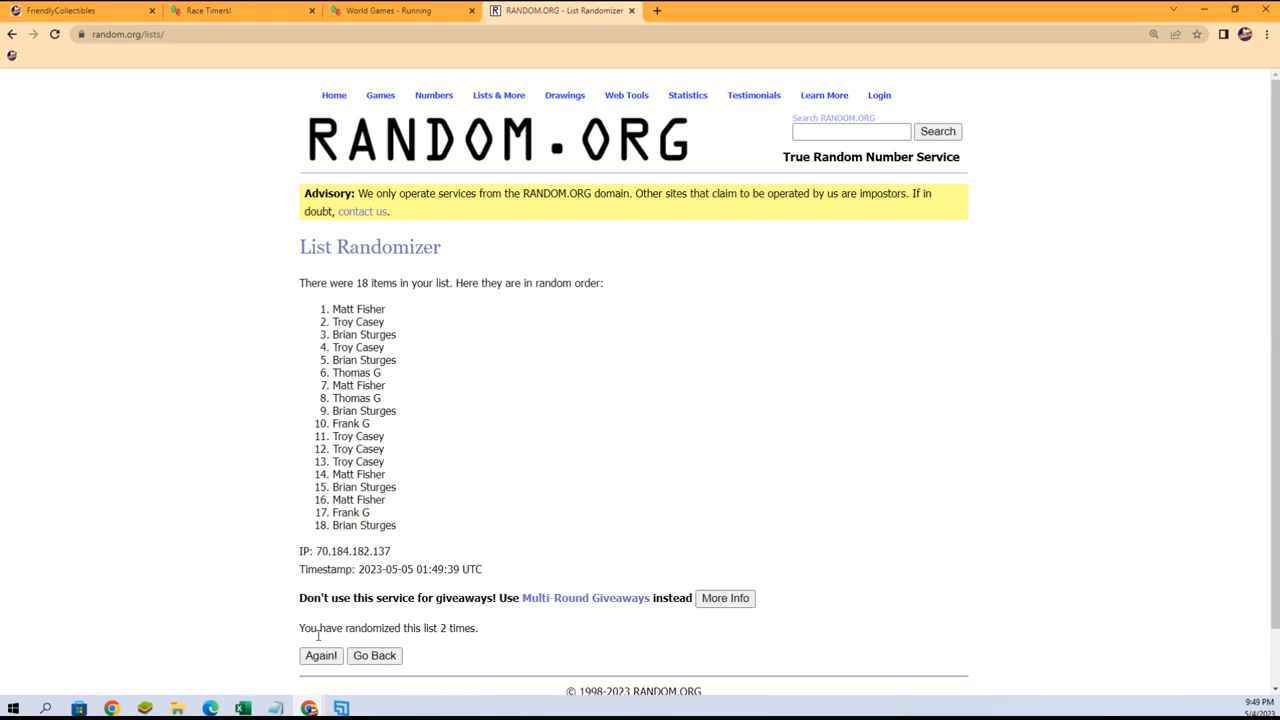 FriendlyCollectibles
Race Timers!
World Games - Running
RANDOM.ORG - List Randomizer
random.org/lists/
Home Games Numbers Lists & More Drawings Web Tools Statistics Testimonials Learn More Login
Search RANDOM.ORG
RANDOM.ORG
Search
True Random Number Service
Advisory: We only operate services from the RANDOM.ORG domain. Other sites that claim to be operated by us are impostors. If in
doubt, contact us.
List Randomizer
There were 18 items in your list. Here they are in random order:
1. Matt Fisher
2. Troy Casey
3. Brian Sturges
4. Troy Casey
5. Brian Sturges
6. Thomas G
7. Matt Fisher
8. Thomas G
9. Brian Sturges
10. Frank G
11. Troy Casey
12. Troy Casey
13. Troy Casey
14. Matt Fisher
15. Brian Sturges
16. Matt Fisher
17. Frank G
18. Brian Sturges
IP: 70.184.182.137
Timestamp: 2023-05-05 01:49:39 UTC
Don't use this service for giveaways! Use Multi-Round Giveaways instead More Info
You have randomized this list 2 times.
Again! Go Back
© 1998-2023 RANDOM.ORG
9:49 PM
5/4/2023